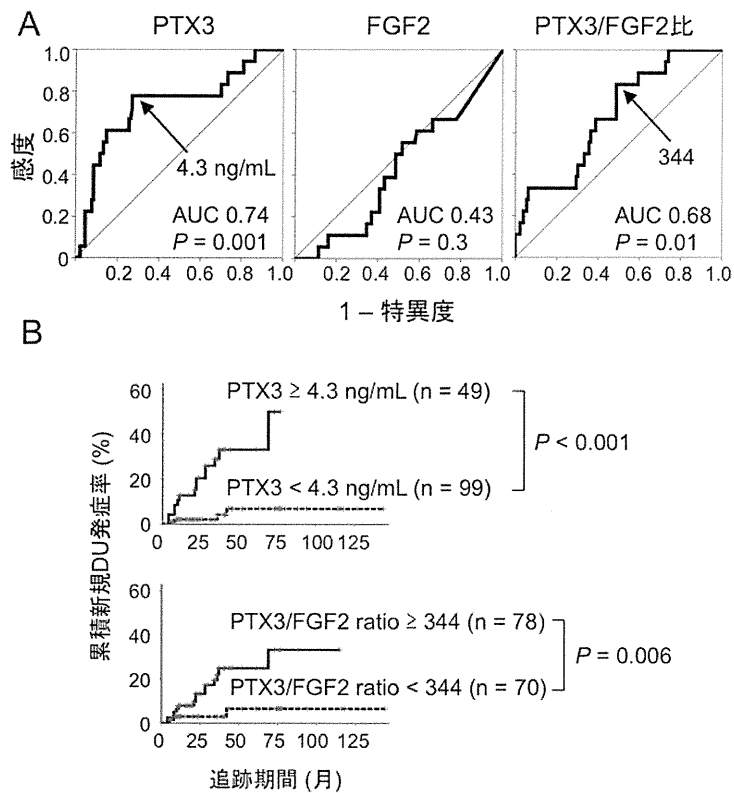 A
PTX3
FGF2
PTX3/FGF2比
感度
1.0
0.8
0.6
0.4
0.2
0
4.3 ng/mL
AUC 0.74
P = 0.001
0.2 0.4 0.6 0.8 1.0
AUC 0.43
P = 0.3
0.2 0.4 0.6 0.8 1.0
344
AUC 0.68
P = 0.01
0.2 0.4 0.6 0.8 1.0
1 – 特異度
B
累積新規DU発症率 (%)
60
40
20
0
PTX3 ≥ 4.3 ng/mL (n = 49)
P < 0.001
PTX3 < 4.3 ng/mL (n = 99)
0 25 50 75 100 125
60
40
20
0
PTX3/FGF2 ratio ≥ 344 (n = 78)
P = 0.006
PTX3/FGF2 ratio < 344 (n = 70)
0 25 50 75 100 125
追跡期間 (月)